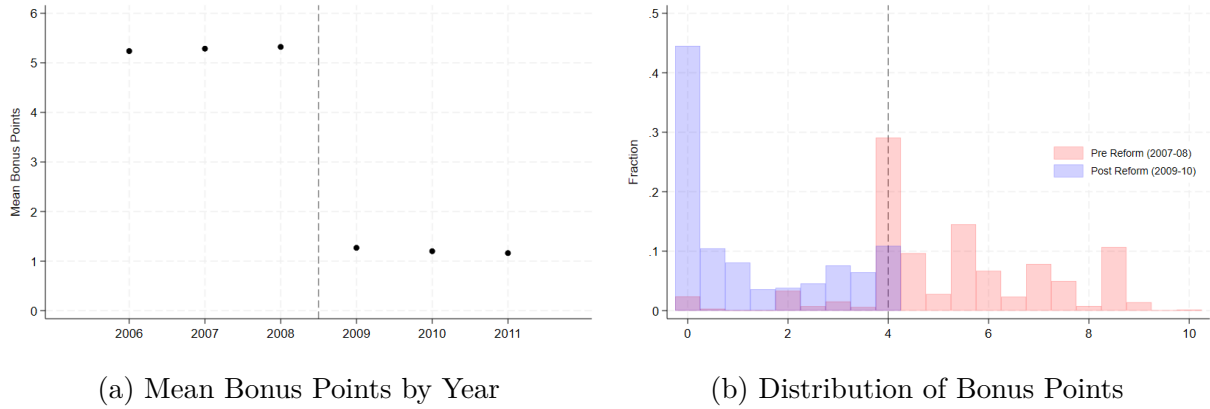 6
5
4
3
2
1
0
Mean Bonus Points
2006 2007 2008 2009 2010 2011
(a) Mean Bonus Points by Year
.5
.4
.3
.2
.1
0
Fraction
Pre Reform (2007-08)
Post Reform (2009-10)
0 2 4 6 8 10
(b) Distribution of Bonus Points